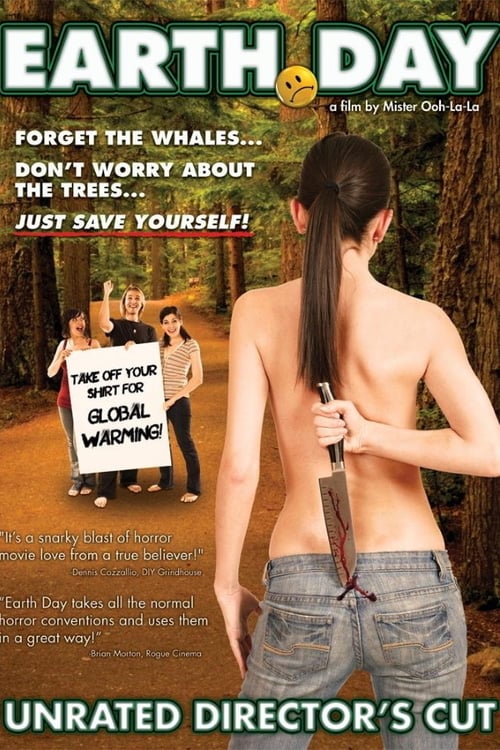 EARTH DAY
a film by Mister Ooh-La-La
FORGET THE WHALES...
DON'T WORRY ABOUT
THE TREES...
JUST SAVE YOURSELF!
TAKE OFF YOUR
SHIRT FOR
GLOBAL
WARMING!
"It's a snarky blast of horror
movie love from a true believer!"
Dennis Cozzalio, DIY Grindhouse
"Earth Day takes all the normal
horror conventions and uses them
in a great way!"
Brian Morton, Rogue Cinema
UNRATED DIRECTOR'S CUT